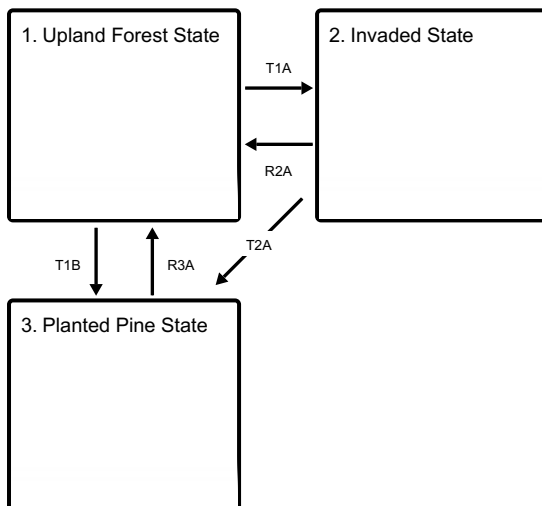 1. Upland Forest State
2. Invaded State
T1A
R2A
T2A
T1B
R3A
3. Planted Pine State